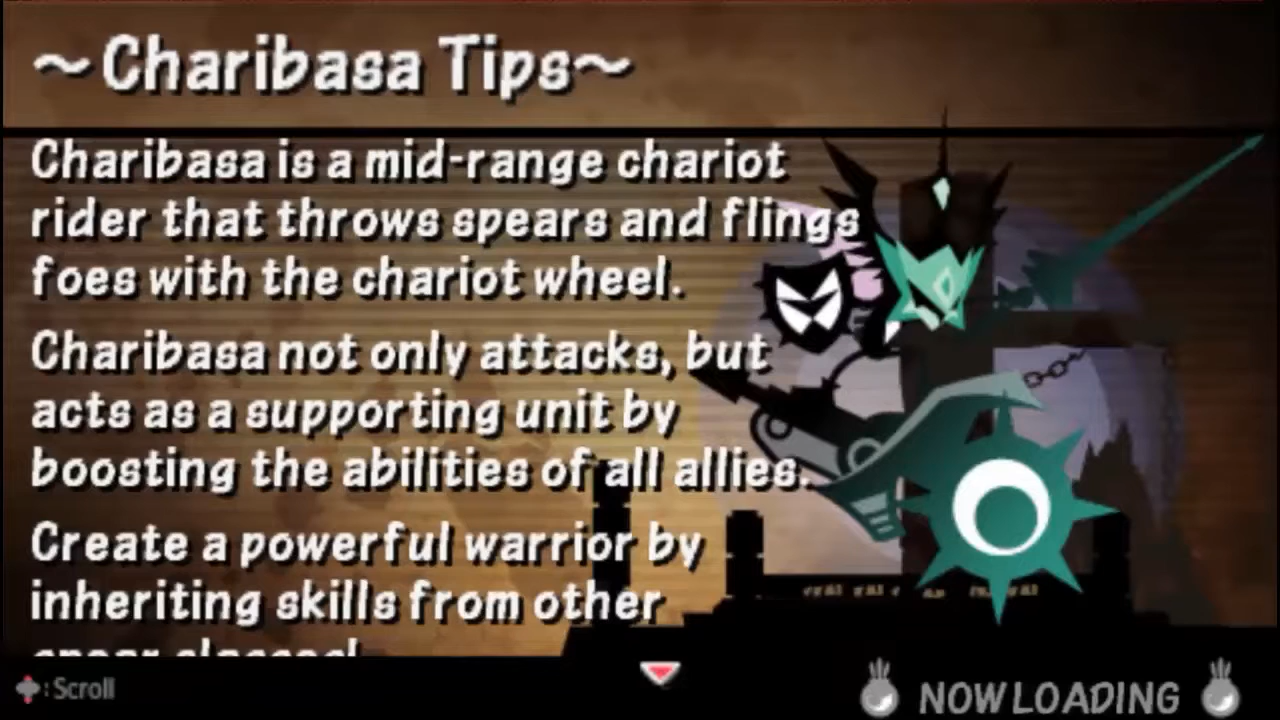 ~Charibasa Tips~
Charibasa is a mid-range chariot
rider that throws spears and flings
foes with the chariot wheel.
Charibasa not only attacks, but
acts as a supporting unit by
boosting the abilities of all allies.
Create a powerful warrior by
inheriting skills from other
spear classes!
:Scroll
NOW LOADING